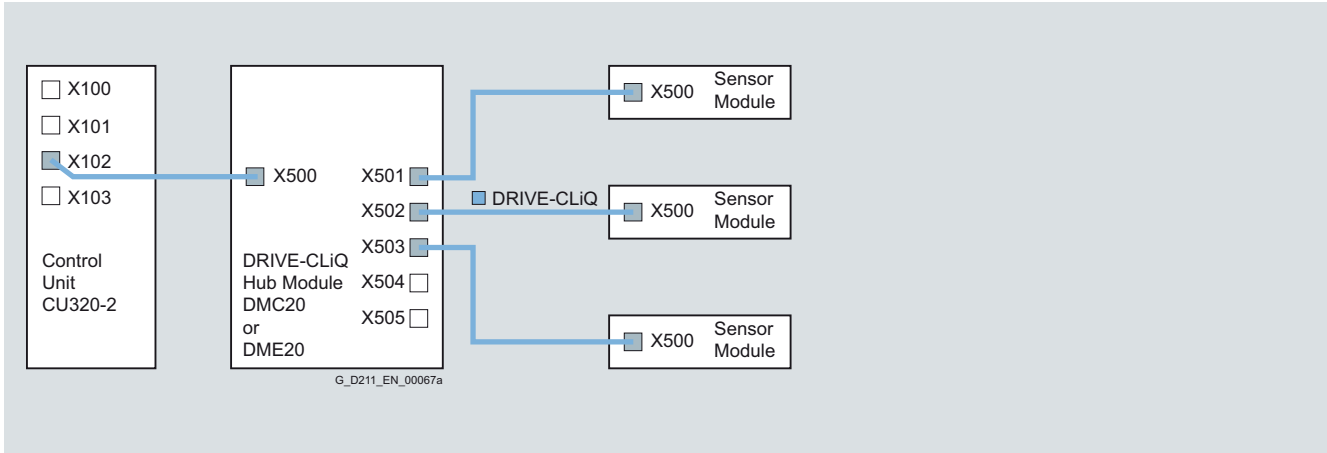 X100
X101
X102
X103
Control
Unit
CU320-2
X500
X501
X502
X503
X504
X505
DRIVE-CLiQ
Hub Module
DMC20
or
DME20
G_D211_EN_00067a
DRIVE-CLiQ
X500
Sensor
Module
X500
Sensor
Module
X500
Sensor
Module